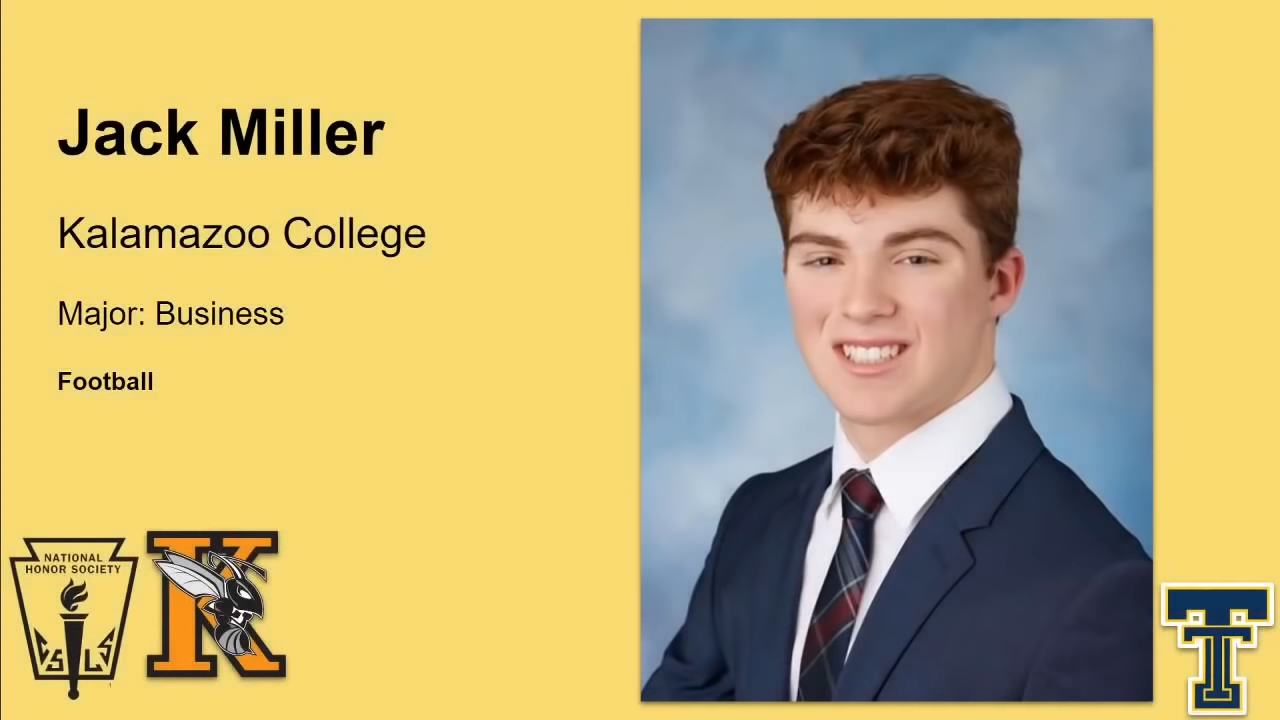 Jack Miller
Kalamazoo College
Major: Business
Football
NATIONAL
HONOR SOCIETY
C S L S
K
T